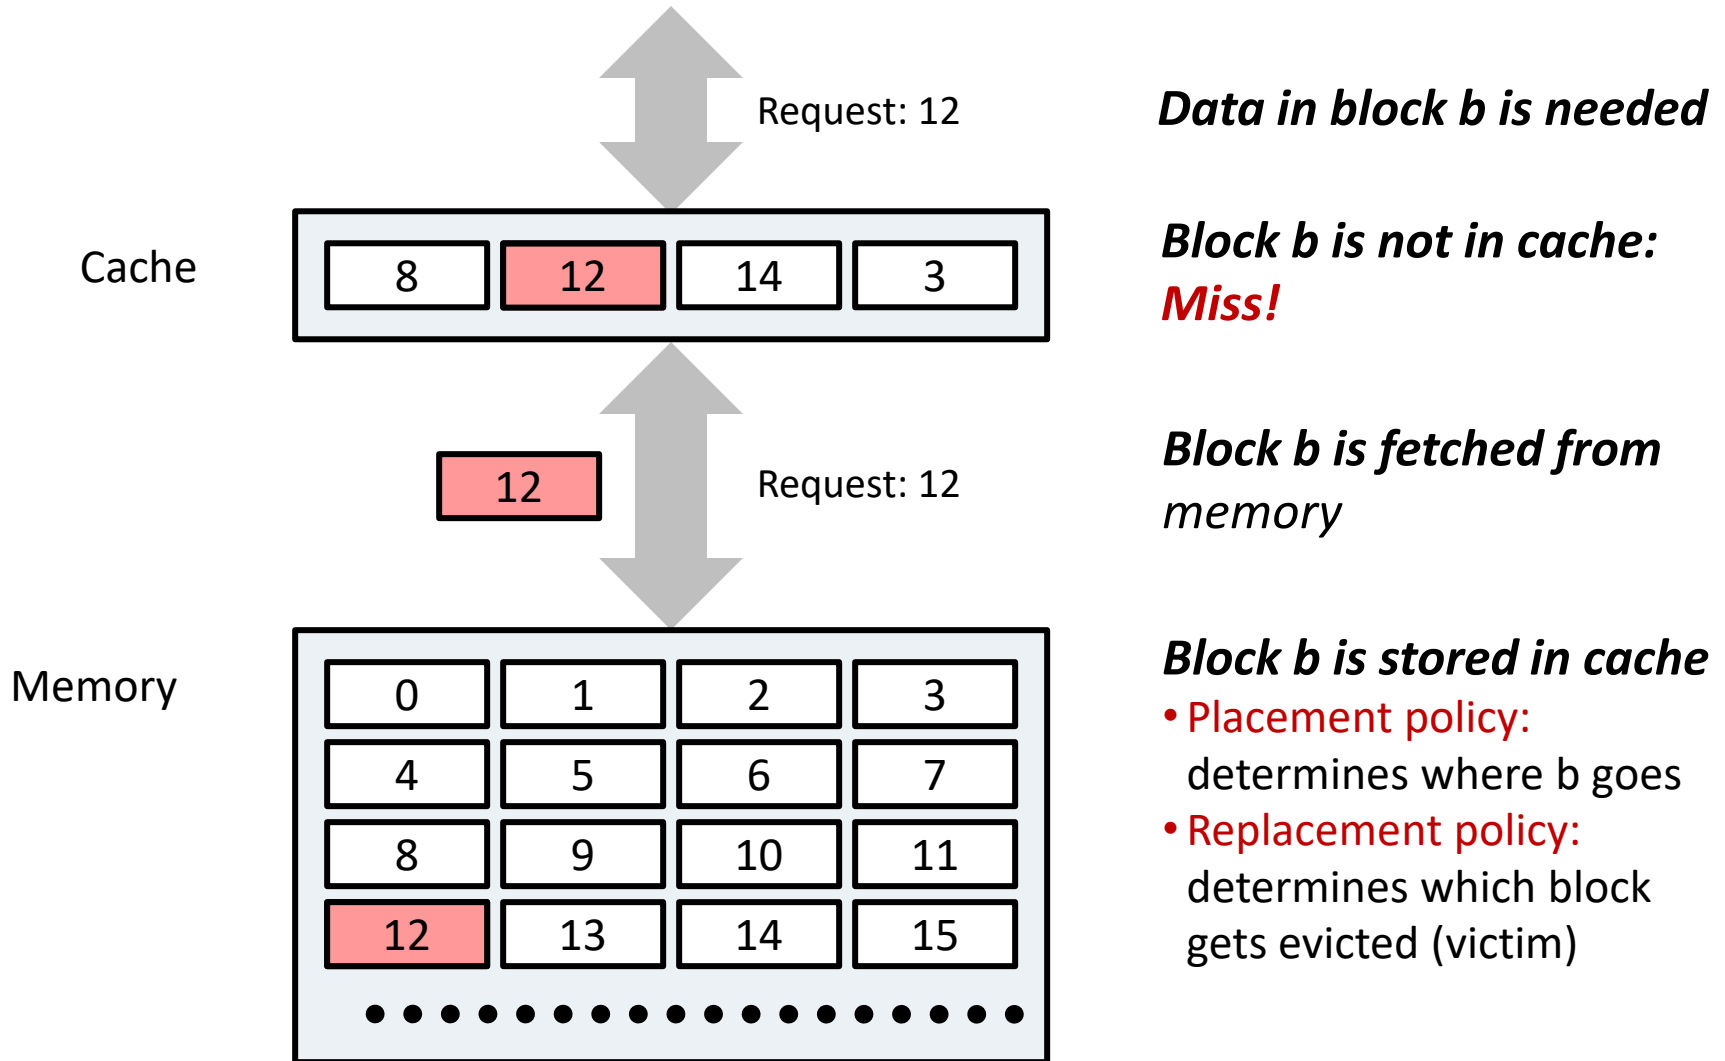 Request: 12
Data in block b is needed
Cache
8 12 14 3
Block b is not in cache:
Miss!
12
Request: 12
Block b is fetched from
memory
Memory
0 1 2 3
4 5 6 7
8 9 10 11
12 13 14 15
Block b is stored in cache
• Placement policy:
determines where b goes
• Replacement policy:
determines which block
gets evicted (victim)